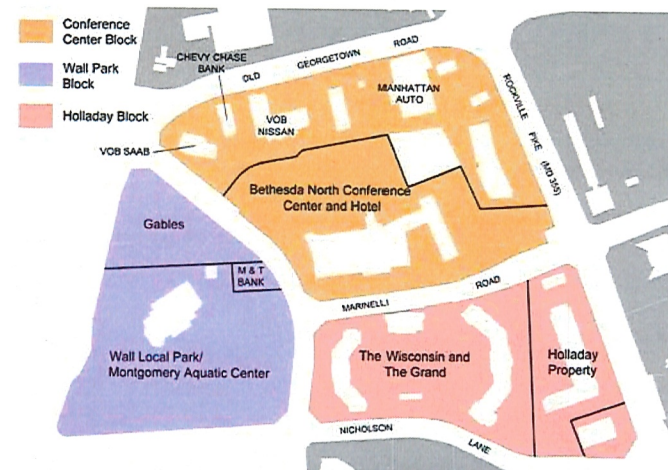 Conference
Center Block
Wall Park
Block
Holladay Block
CHEVY CHASE
BANK
OLD GEORGETOWN ROAD
MANHATTAN
AUTO
ROCKVILLE PIKE (MD 355)
VOB
NISSAN
VOB SAAB
Bethesda North Conference
Center and Hotel
Gables
M & T
BANK
MARINELLI ROAD
Wall Local Park/
Montgomery Aquatic Center
The Wisconsin and
The Grand
Holladay
Property
NICHOLSON LANE